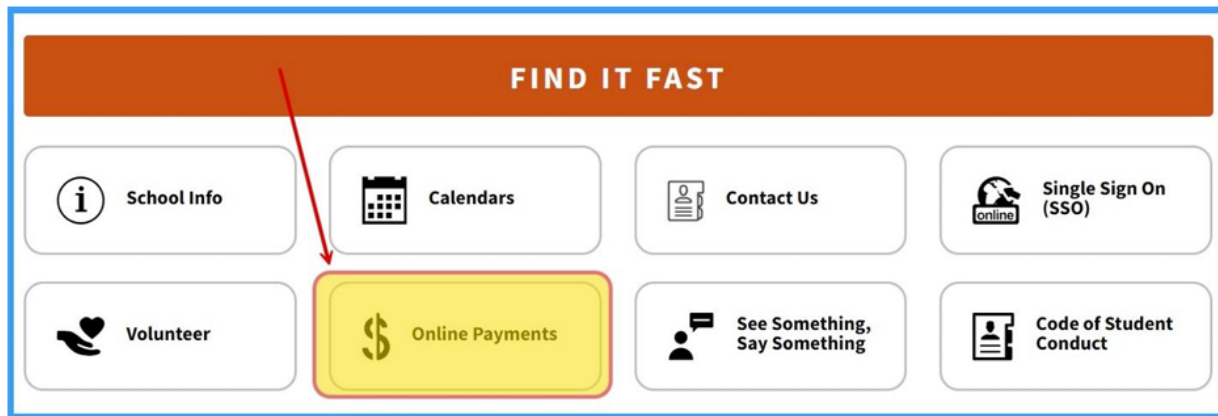 FIND IT FAST
School Info
Calendars
Contact Us
Single Sign On
(SSO)
online
Volunteer
Online Payments
See Something,
Say Something
Code of Student
Conduct